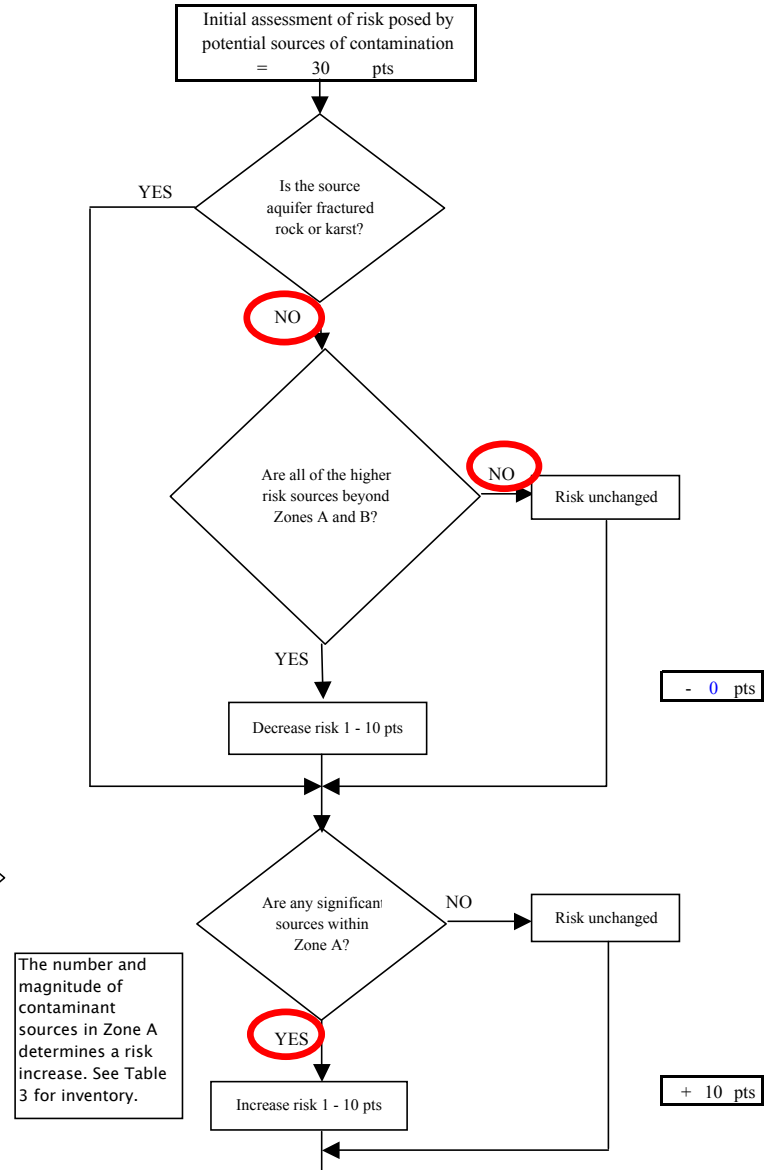 Initial assessment of risk posed by
potential sources of contamination
= 30 pts
YES
Is the source
aquifer fractured
rock or karst?
NO
Are all of the higher
risk sources beyond
Zones A and B?
NO
Risk unchanged
YES
- 0 pts
Decrease risk 1 - 10 pts
Are any significant
sources within
Zone A?
NO
Risk unchanged
The number and
magnitude of
contaminant
sources in Zone A
determines a risk
increase. See Table
3 for inventory.
YES
Increase risk 1 - 10 pts
+ 10 pts